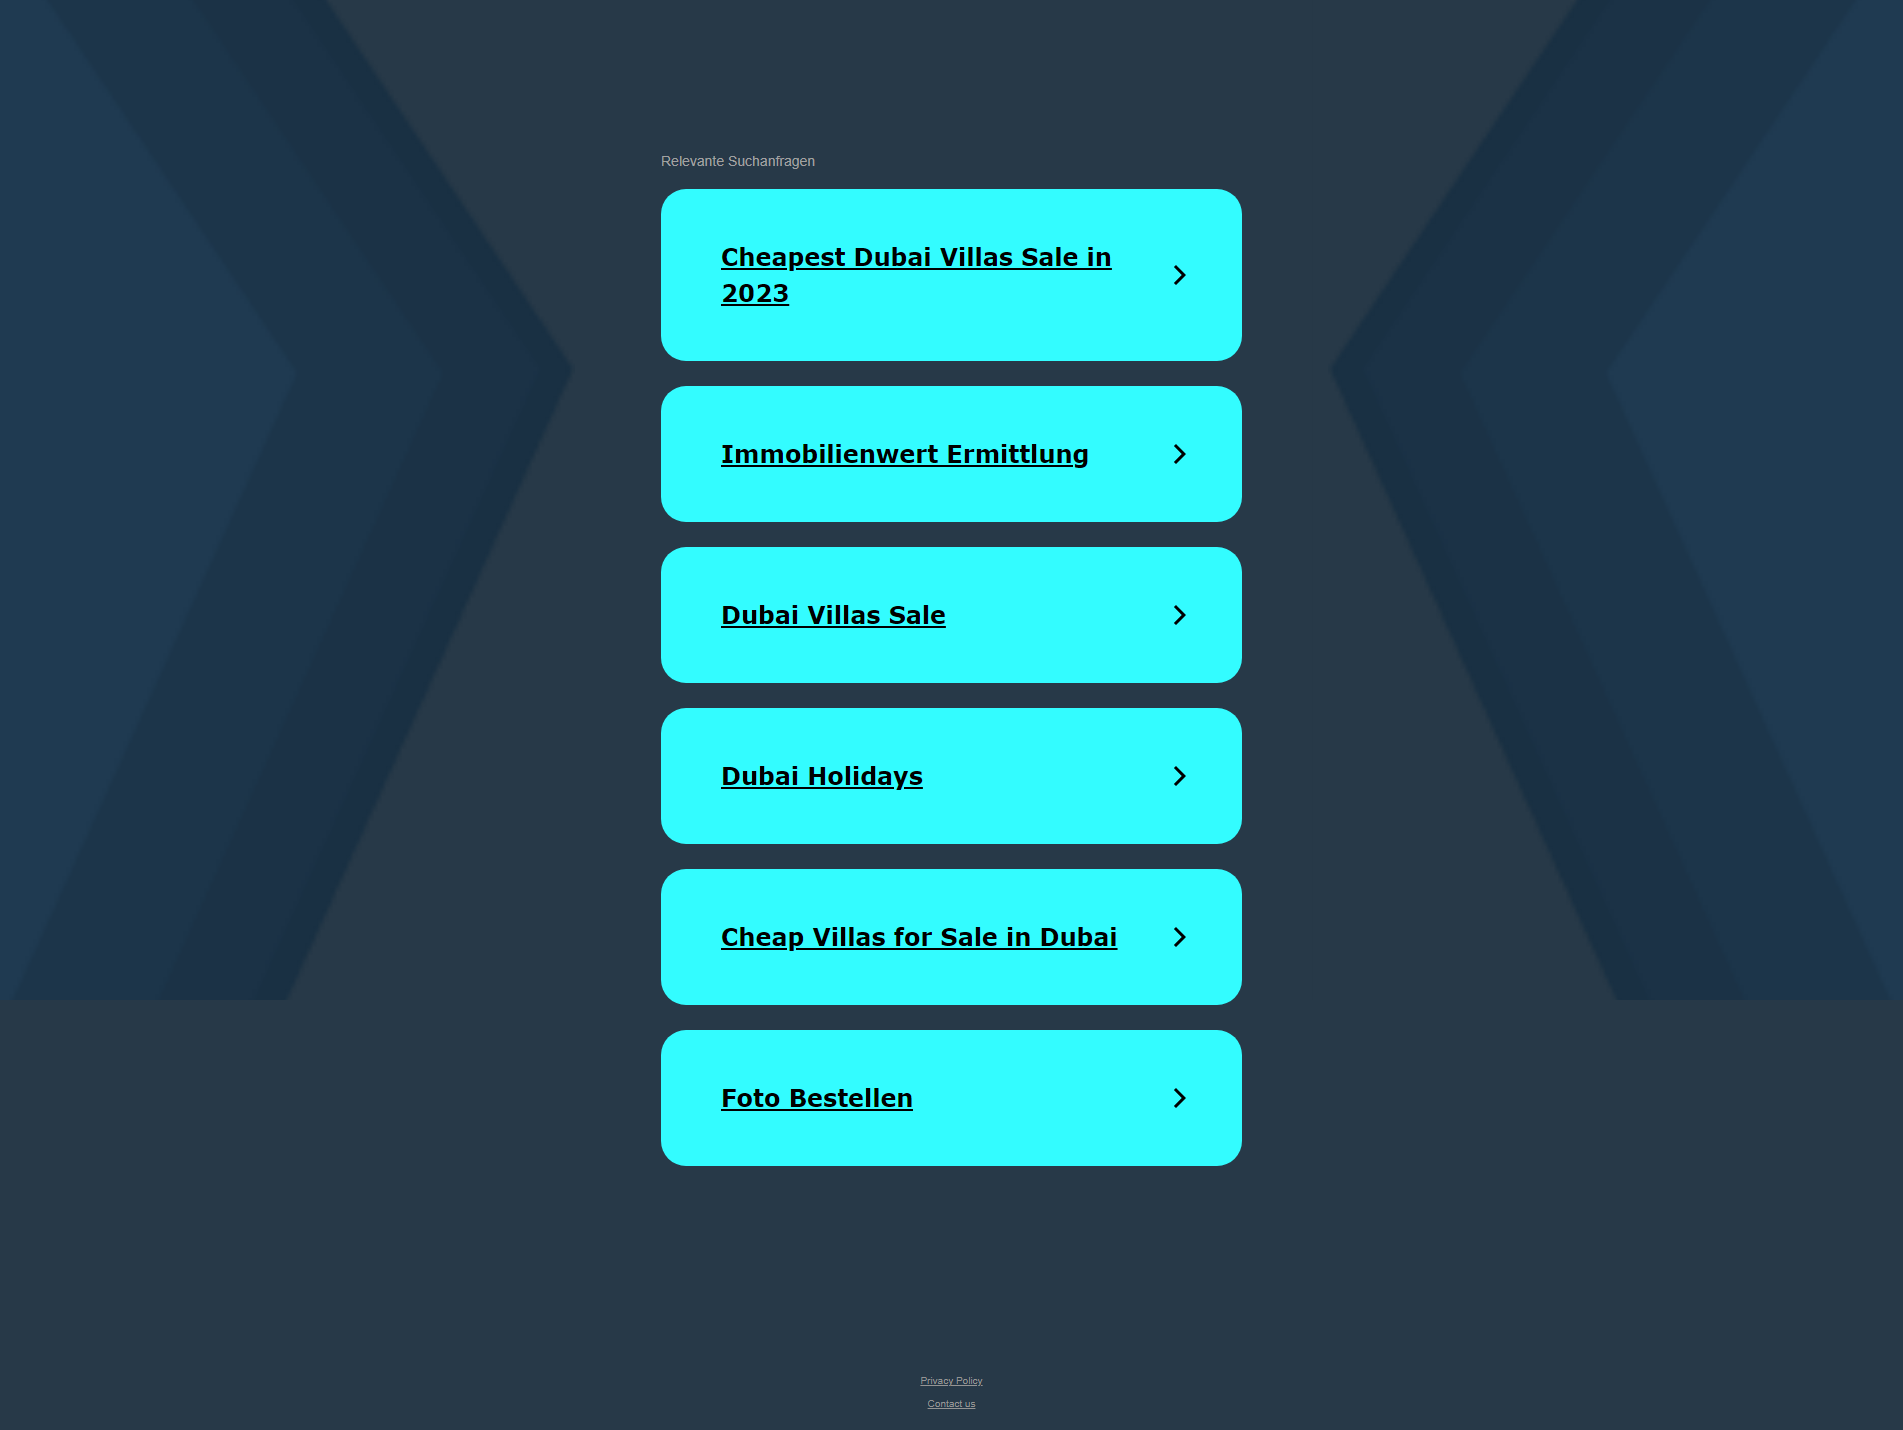 Relevante Suchanfragen
Cheapest Dubai Villas Sale in
2023
Immobilienwert Ermittlung
Dubai Villas Sale
Dubai Holidays
Cheap Villas for Sale in Dubai
Foto Bestellen
Privacy Policy
Contact us